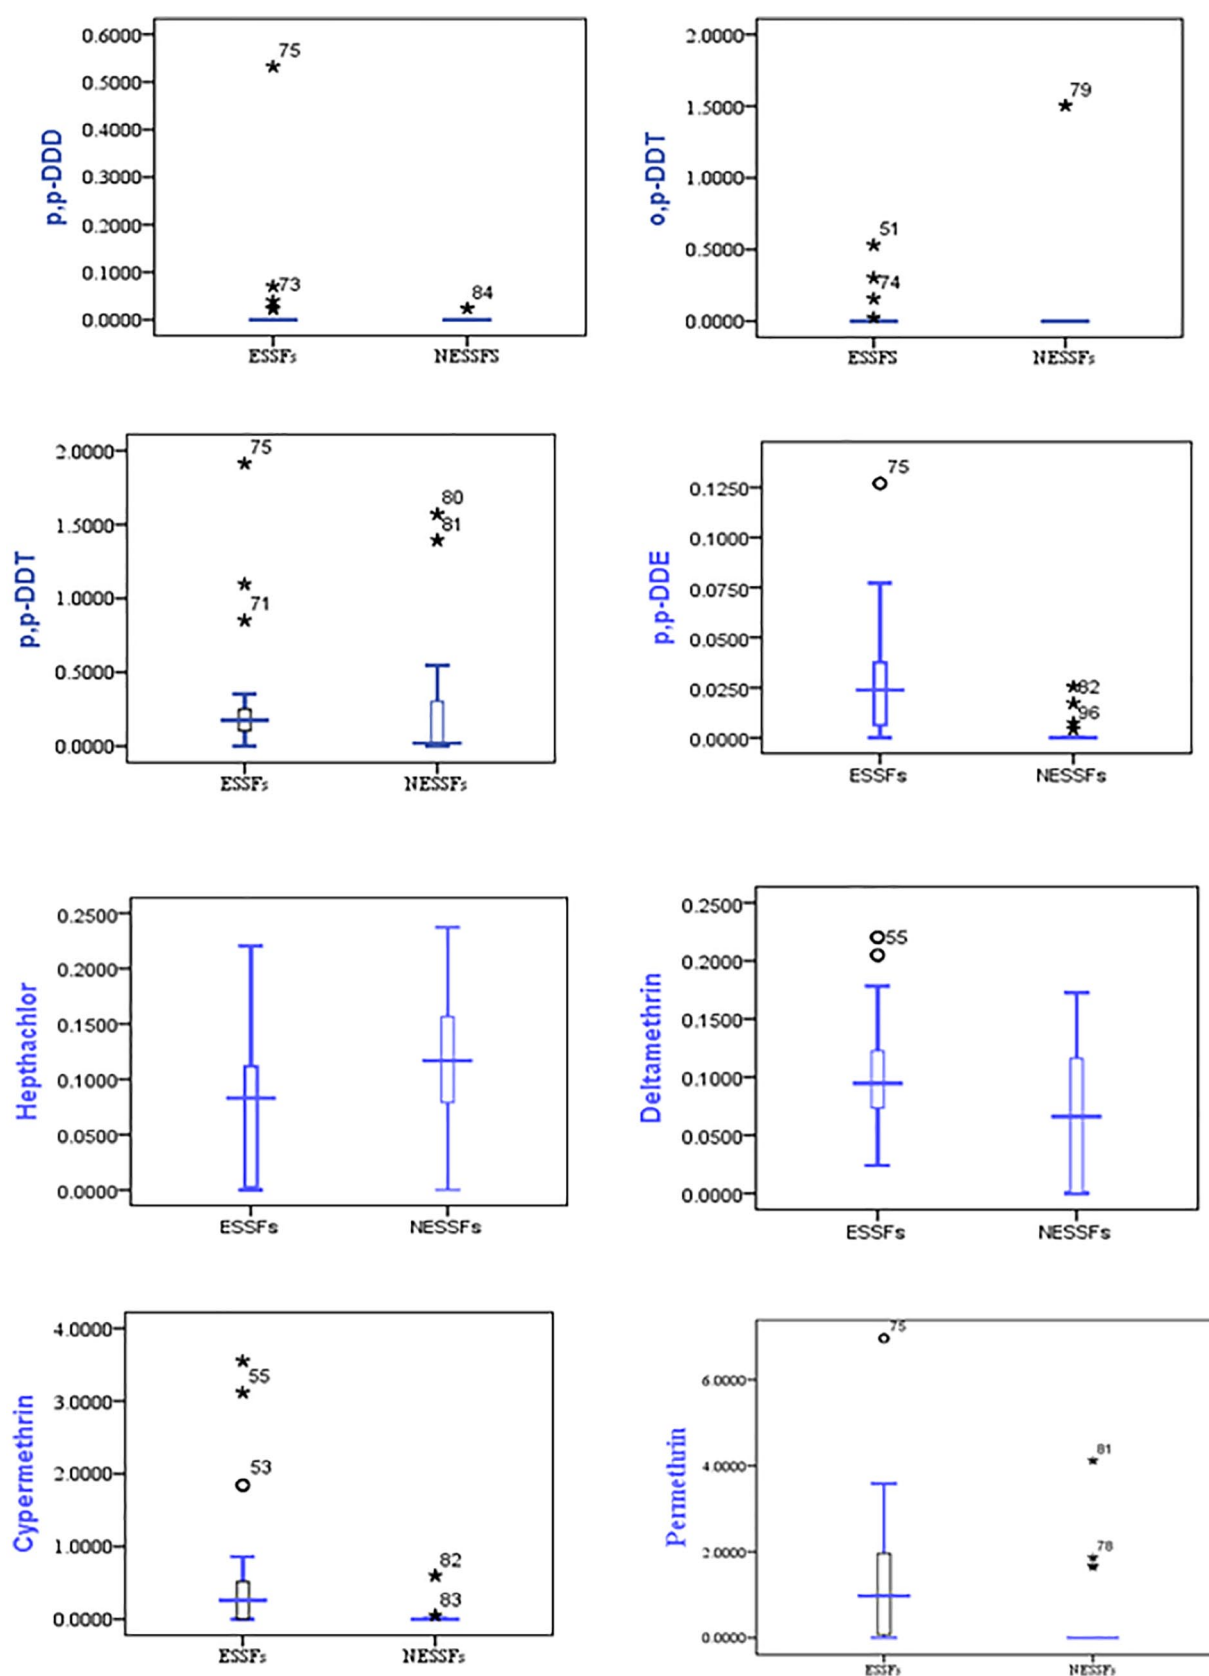 p,p-DDD
0.6000
0.5000
0.4000
0.3000
0.2000
0.1000
0.0000
75
73
84
ESSFs
NESSFS
o,p-DDT
2.0000
1.5000
1.0000
0.5000
0.0000
79
51
74
ESSFS
NESSFs
p,p-DDT
2.0000
1.5000
1.0000
0.5000
0.0000
75
71
80
81
ESSFs
NESSFs
p,p-DDE
0.1250
0.1000
0.0750
0.0500
0.0250
0.0000
75
82
96
ESSFs
NESSFs
Hepthachlor
0.2500
0.2000
0.1500
0.1000
0.0500
0.0000
ESSFs
NESSFs
Deltamethrin
0.2500
0.2000
0.1500
0.1000
0.0500
0.0000
55
ESSFs
NESSFs
Cypermethrin
4.0000
3.0000
2.0000
1.0000
0.0000
55
53
82
83
ESSFs
NESSFs
Permethrin
6.0000
4.0000
2.0000
0.0000
75
81
78
ESSFs
NESSFs